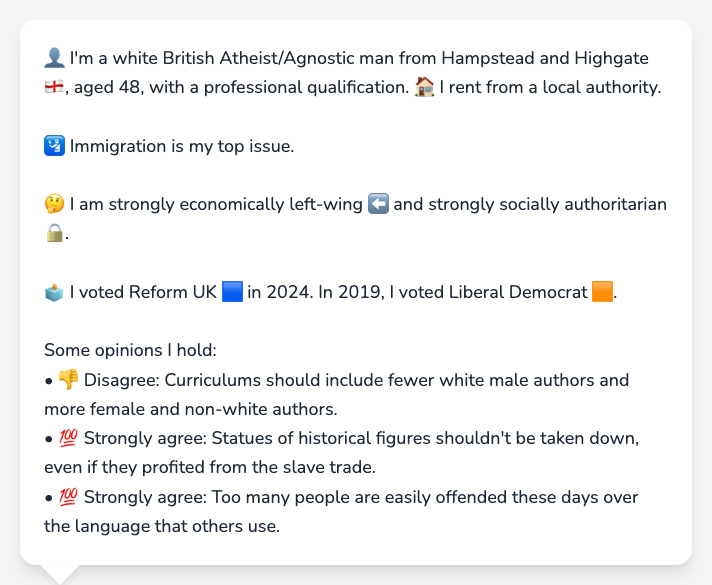 👤 I'm a white British Atheist/Agnostic man from Hampstead and Highgate
🏴󠁧󠁢󠁥󠁮󠁧󠁿, aged 48, with a professional qualification. 🏠 I rent from a local authority.
🛂 Immigration is my top issue.
🤔 I am strongly economically left-wing ⬅️ and strongly socially authoritarian
🔒.
🗳️ I voted Reform UK 🟦 in 2024. In 2019, I voted Liberal Democrat 🟧.
Some opinions I hold:
• 👎 Disagree: Curriculums should include fewer white male authors and
more female and non-white authors.
• 💯 Strongly agree: Statues of historical figures shouldn't be taken down,
even if they profited from the slave trade.
• 💯 Strongly agree: Too many people are easily offended these days over
the language that others use.